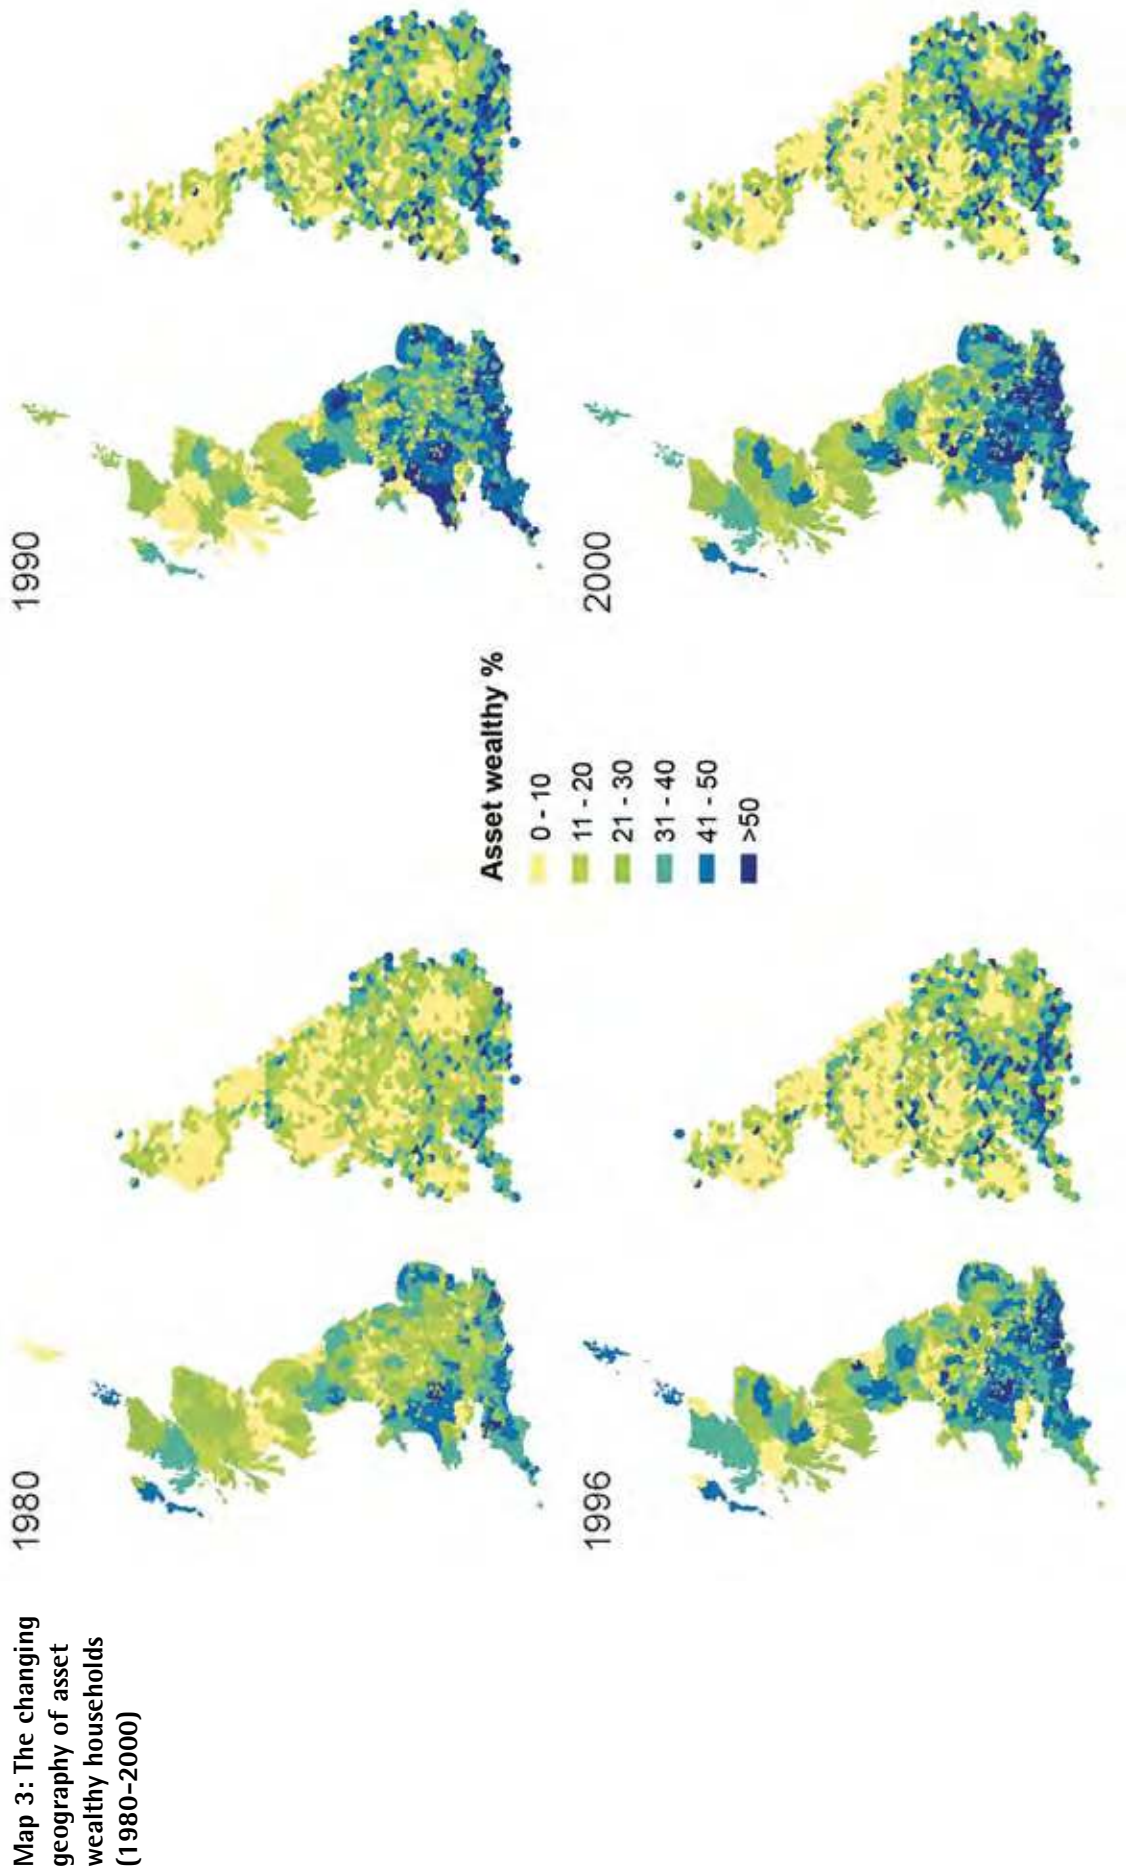 Map 3: The changing
geography of asset
wealthy households
(1980–2000)
1980
1990
Asset wealthy %
0 - 10
11 - 20
21 - 30
31 - 40
41 - 50
>50
1996
2000